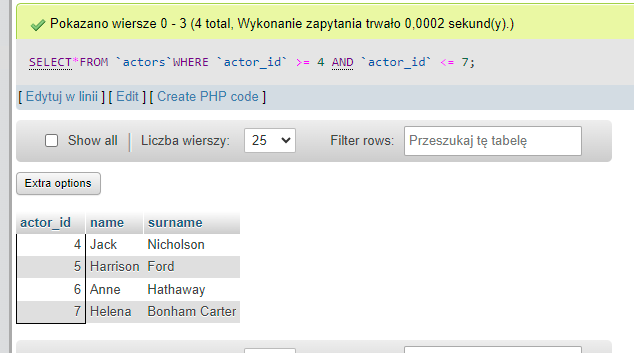 Pokazano wiersze 0 - 3 (4 total, Wykonanie zapytania trwało 0,0002 sekund(y).)
SELECT*FROM `actors`WHERE `actor_id` >= 4 AND `actor_id` <= 7;
[ Edytuj w linii ] [ Edit ] [ Create PHP code ]
Show all | Liczba wierszy: 25 Filter rows: Przeszukaj tę tabelę
Extra options
actor_id name surname
4 Jack Nicholson
5 Harrison Ford
6 Anne Hathaway
7 Helena Bonham Carter